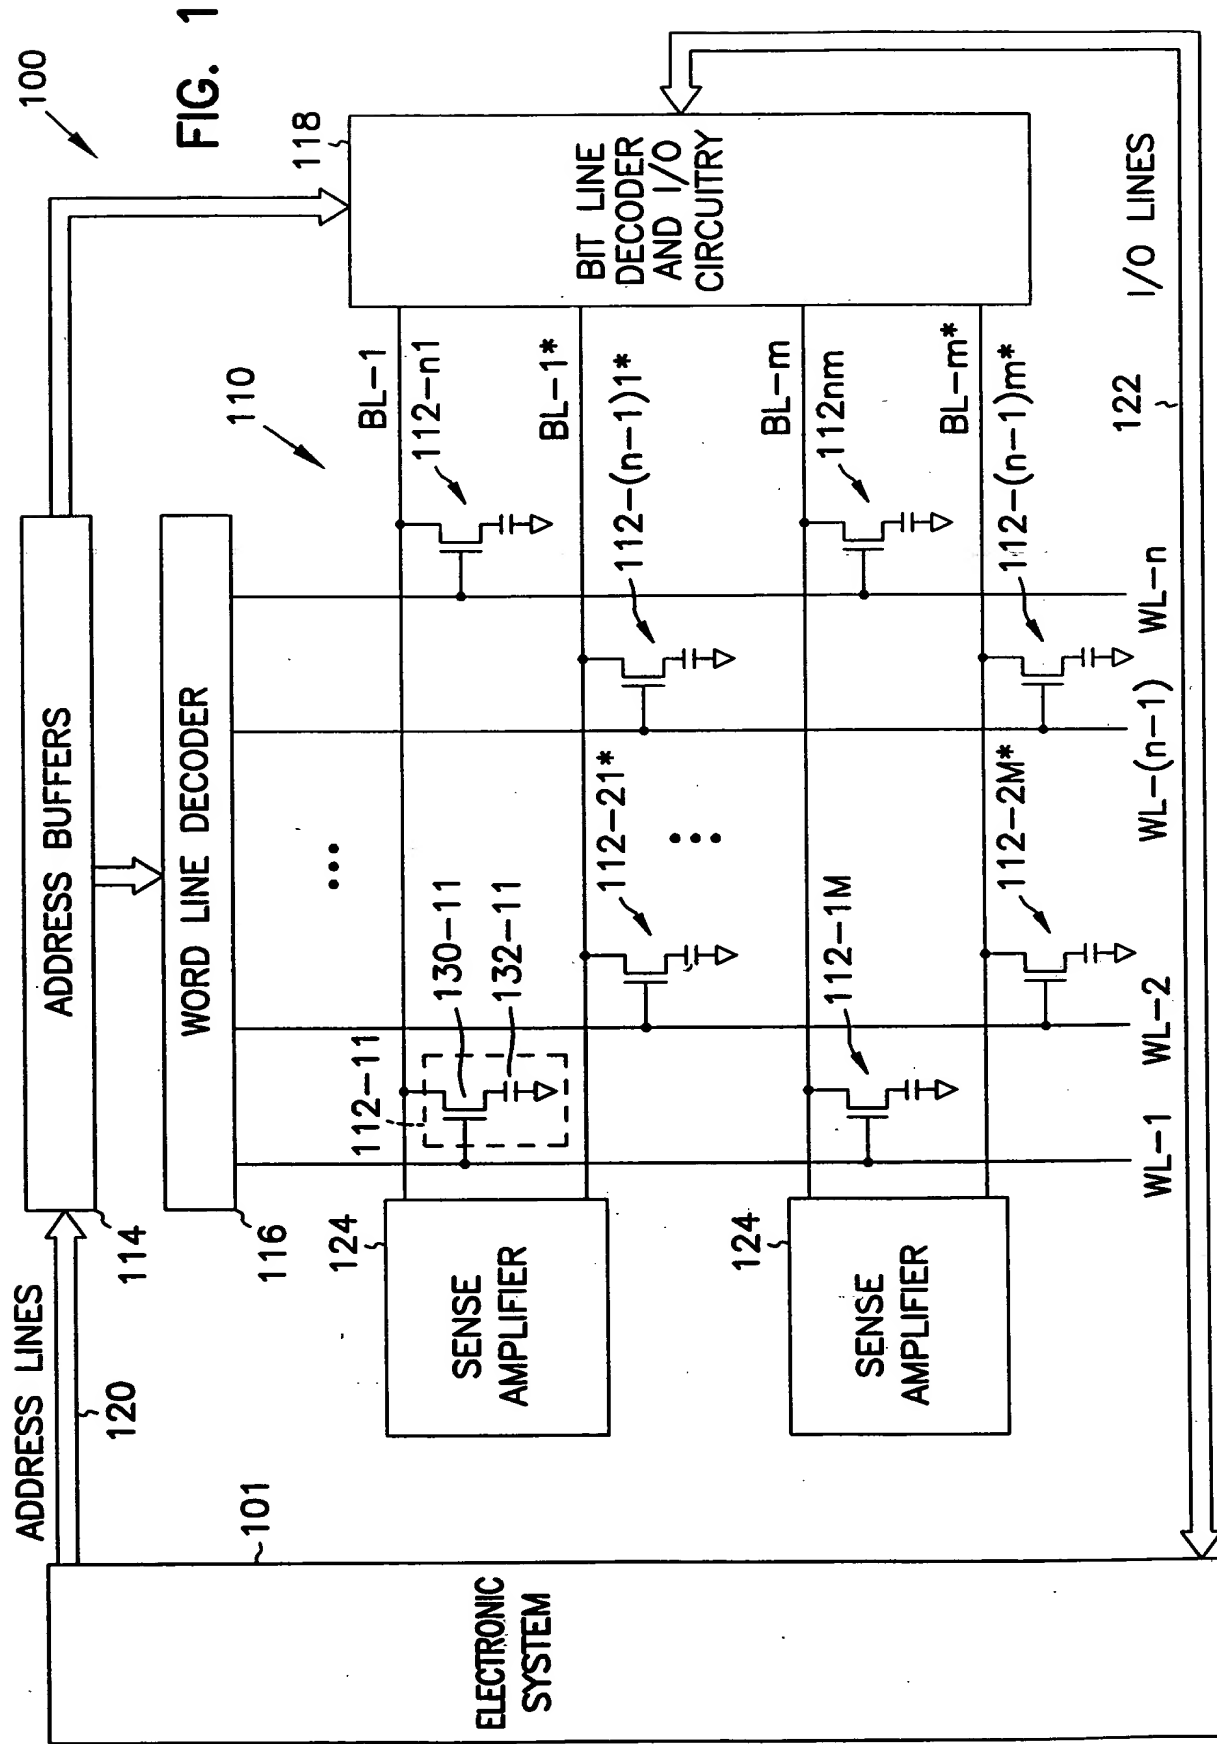 FIG. 1
100
ADDRESS LINES
120
ADDRESS BUFFERS
114
WORD LINE DECODER
116
118
BIT LINE
DECODER
AND I/O
CIRCUITRY
110
101
ELECTRONIC
SYSTEM
124
SENSE
AMPLIFIER
112-11
130-11
132-11
BL-1
112-n1
BL-1*
112-21*
112-(n-1)1*
124
SENSE
AMPLIFIER
112-1M
BL-m
112nm
BL-m*
112-2M*
112-(n-1)m*
WL-1
WL-2
WL-(n-1)
WL-n
122
I/O LINES